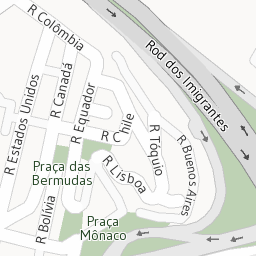 R Colômbia
Rod dos Imigrantes
R Estados Unidos
R Canadá
R Equador
R Chile
R Tóquio
R Buenos Aires
R Lisboa
Praça das
Bermudas
R Bolívia
Praça
Mônaco